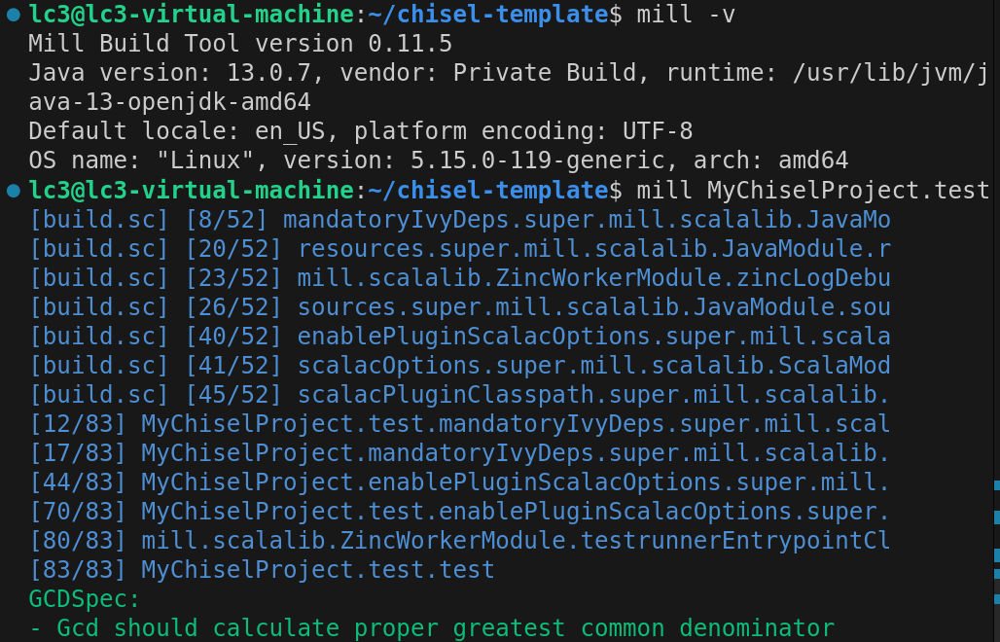 lc3@lc3-virtual-machine:~/chisel-template$ mill -v
Mill Build Tool version 0.11.5
Java version: 13.0.7, vendor: Private Build, runtime: /usr/lib/jvm/j
ava-13-openjdk-amd64
Default locale: en_US, platform encoding: UTF-8
OS name: "Linux", version: 5.15.0-119-generic, arch: amd64
lc3@lc3-virtual-machine:~/chisel-template$ mill MyChiselProject.test
[build.sc] [8/52] mandatoryIvyDeps.super.mill.scalalib.JavaMo
[build.sc] [20/52] resources.super.mill.scalalib.JavaModule.r
[build.sc] [23/52] mill.scalalib.ZincWorkerModule.zincLogDebu
[build.sc] [26/52] sources.super.mill.scalalib.JavaModule.sou
[build.sc] [40/52] enablePluginScalacOptions.super.mill.scala
[build.sc] [41/52] scalacOptions.super.mill.scalalib.ScalaMod
[build.sc] [45/52] scalacPluginClasspath.super.mill.scalalib.
[12/83] MyChiselProject.test.mandatoryIvyDeps.super.mill.scal
[17/83] MyChiselProject.mandatoryIvyDeps.super.mill.scalalib.
[44/83] MyChiselProject.enablePluginScalacOptions.super.mill.
[70/83] MyChiselProject.test.enablePluginScalacOptions.super.
[80/83] mill.scalalib.ZincWorkerModule.testrunnerEntrypointCl
[83/83] MyChiselProject.test.test
GCDSpec:
- Gcd should calculate proper greatest common denominator